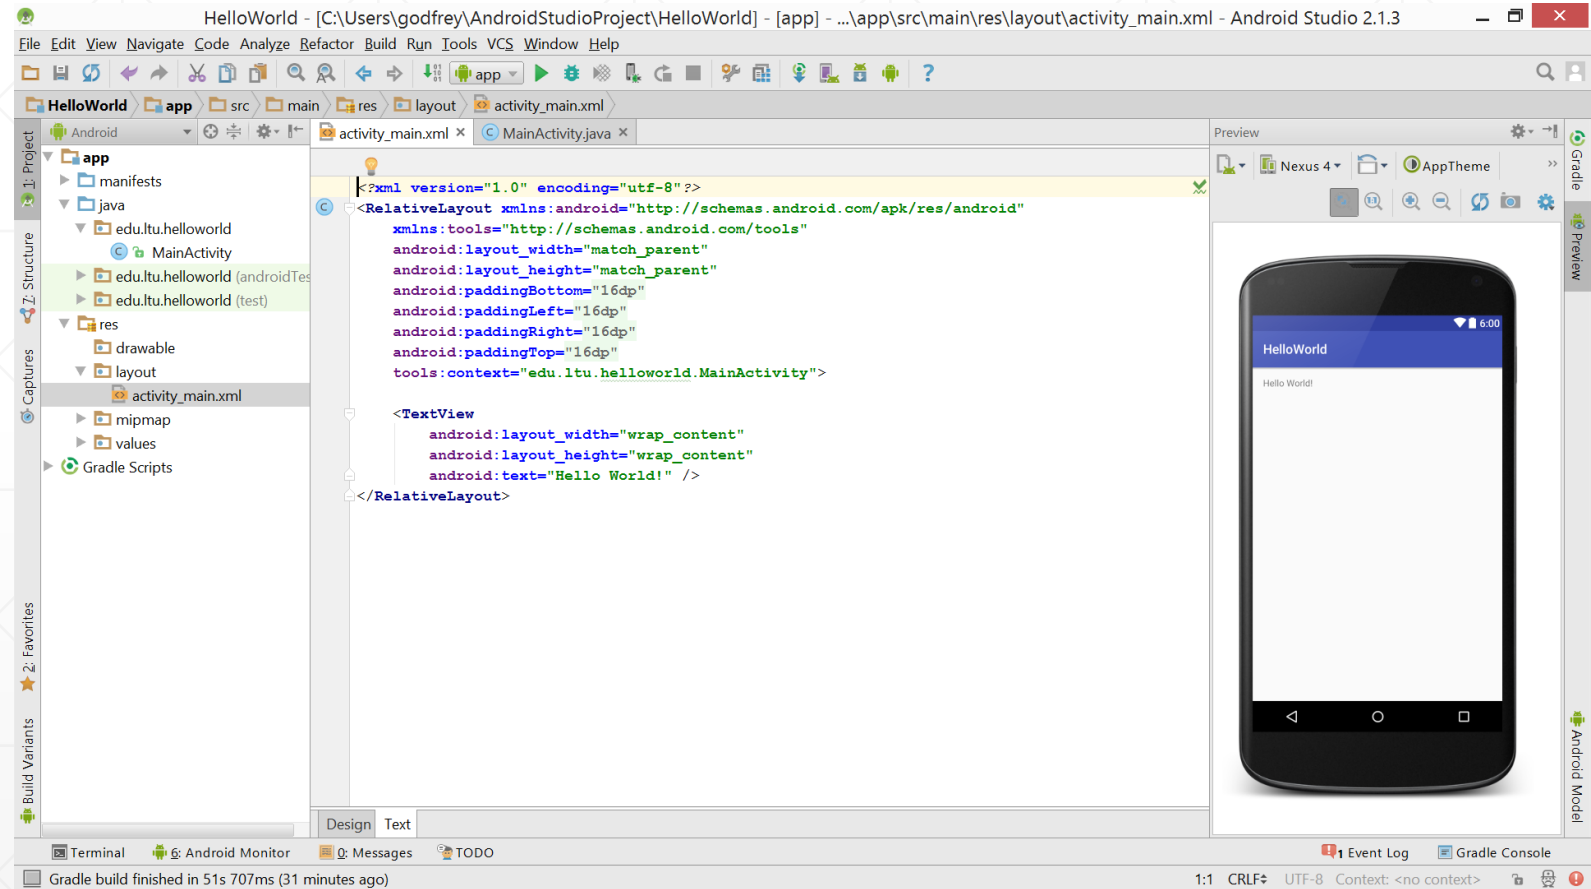 HelloWorld - [C:\Users\godfrey\AndroidStudioProject\HelloWorld] - [app] - ...\app\src\main\res\layout\activity_main.xml - Android Studio 2.1.3
File Edit View Navigate Code Analyze Refactor Build Run Tools VCS Window Help
app
HelloWorld app src main res layout activity_main.xml
Android
activity_main.xml
MainActivity.java
Preview
1: Project
7: Structure
Captures
2: Favorites
Build Variants
app
manifests
java
edu.ltu.helloworld
MainActivity
edu.ltu.helloworld (androidTes
edu.ltu.helloworld (test)
res
drawable
layout
activity_main.xml
mipmap
values
Gradle Scripts
<?xml version="1.0" encoding="utf-8"?>
<RelativeLayout xmlns:android="http://schemas.android.com/apk/res/android"
xmlns:tools="http://schemas.android.com/tools"
android:layout_width="match_parent"
android:layout_height="match_parent"
android:paddingBottom="16dp"
android:paddingLeft="16dp"
android:paddingRight="16dp"
android:paddingTop="16dp"
tools:context="edu.ltu.helloworld.MainActivity">
<TextView
android:layout_width="wrap_content"
android:layout_height="wrap_content"
android:text="Hello World!" />
</RelativeLayout>
Design Text
Nexus 4 AppTheme
6:00
HelloWorld
Hello World!
Gradle
Preview
Android Model
Terminal 6: Android Monitor 0: Messages TODO
1 Event Log Gradle Console
Gradle build finished in 51s 707ms (31 minutes ago)
1:1 CRLF UTF-8 Context: <no context>